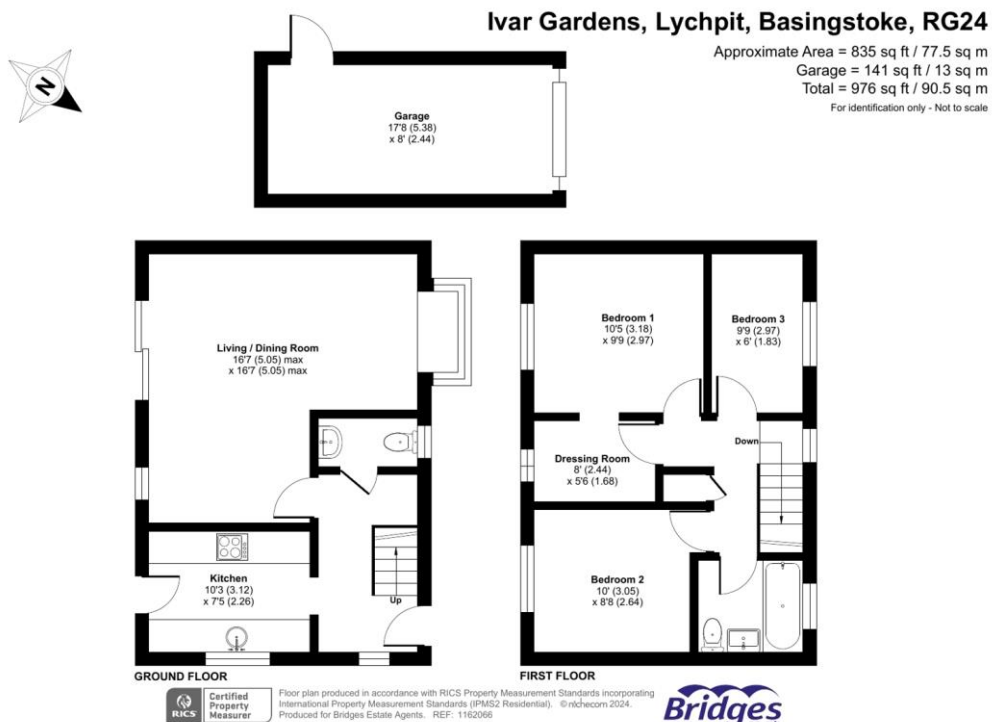 Ivar Gardens, Lychpit, Basingstoke, RG24
Approximate Area = 835 sq ft / 77.5 sq m
Garage = 141 sq ft / 13 sq m
Total = 976 sq ft / 90.5 sq m
For identification only - Not to scale
N
Garage
17'8 (5.38)
x 8' (2.44)
Living / Dining Room
16'7 (5.05) max
x 16'7 (5.05) max
Kitchen
10'3 (3.12)
x 7'5 (2.26)
Up
GROUND FLOOR
Bedroom 1
10'5 (3.18)
x 9'9 (2.97)
Bedroom 3
9'9 (2.97)
x 6' (1.83)
Down
Dressing Room
8' (2.44)
x 5'6 (1.68)
Bedroom 2
10' (3.05)
x 8'8 (2.64)
FIRST FLOOR
RICS
Certified
Property
Measurer
Floor plan produced in accordance with RICS Property Measurement Standards incorporating
International Property Measurement Standards (IPMS2 Residential). © ntchecom 2024.
Produced for Bridges Estate Agents. REF: 1162066
Bridges